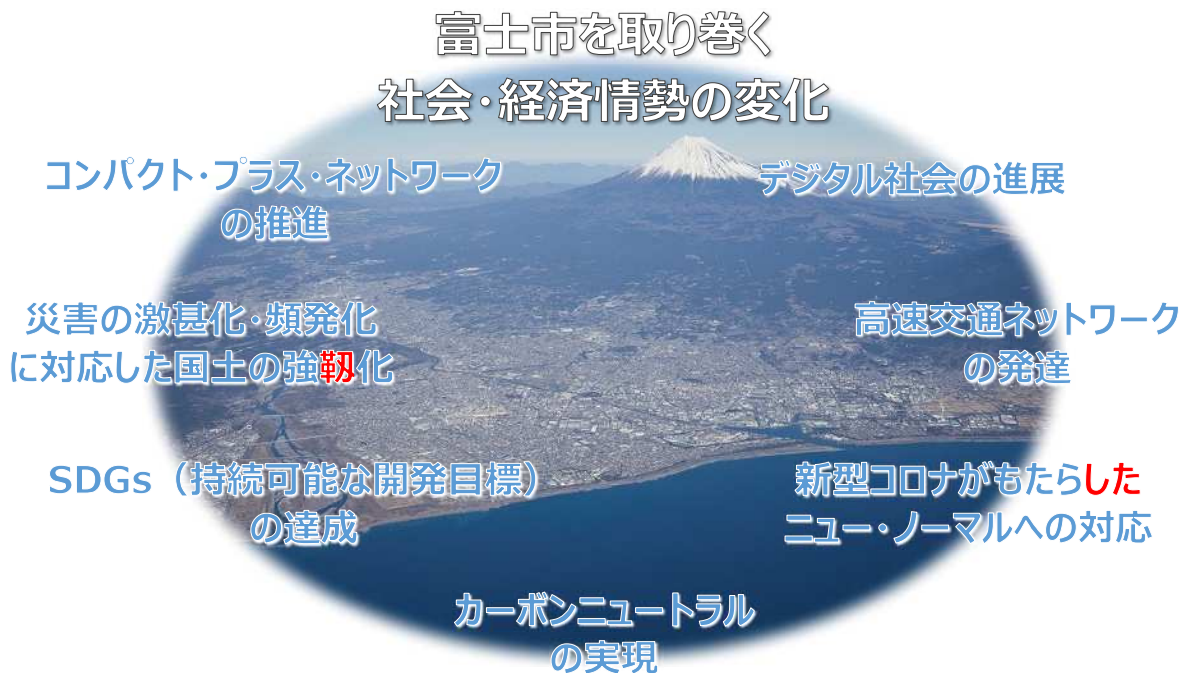 富士市を取り巻く
社会・経済情勢の変化
コンパクト・プラス・ネットワーク
の推進
デジタル社会の進展
災害の激甚化・頻発化
に対応した国土の強靱化
高速交通ネットワーク
の発達
SDGs（持続可能な開発目標）
の達成
新型コロナがもたらした
ニュー・ノーマルへの対応
カーボンニュートラル
の実現